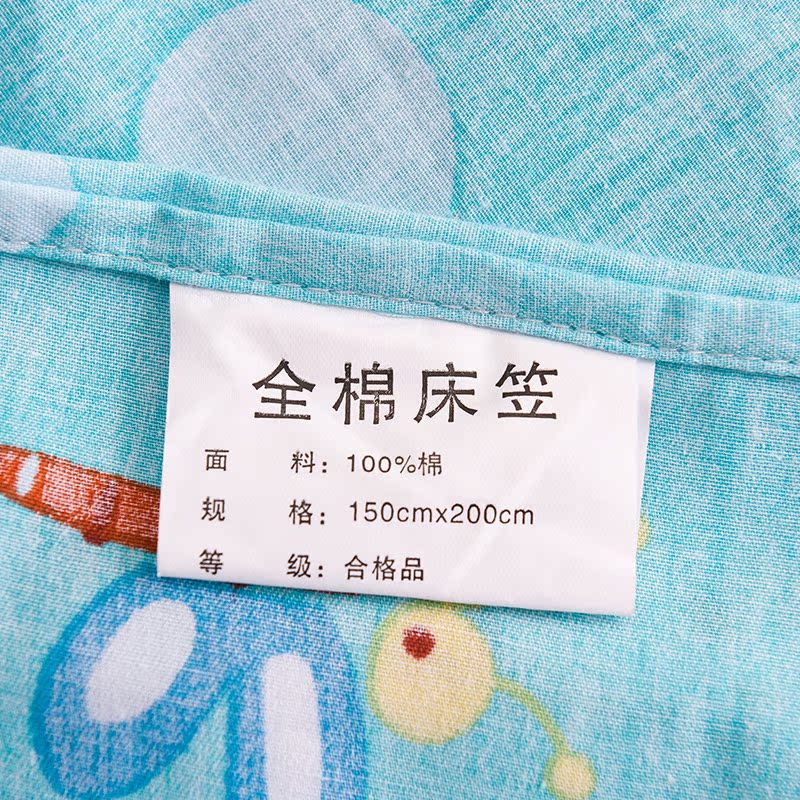 全棉床笠
面 料：100%棉
规 格：150cmx200cm
等 级：合格品